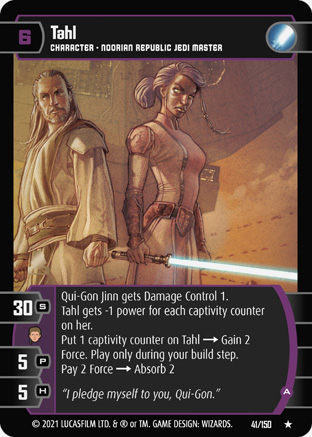 6
Tahl
CHARACTER - NOORIAN REPUBLIC JEDI MASTER
30 S
Qui-Gon Jinn gets Damage Control 1.
Tahl gets -1 power for each captivity counter
on her.
Put 1 captivity counter on Tahl → Gain 2
Force. Play only during your build step.
5 P
Pay 2 Force → Absorb 2
5 H
“I pledge myself to you, Qui-Gon.”
A
© 2021 LUCASFILM LTD. & ® or TM. GAME DESIGN: WIZARDS. 41/150 ★